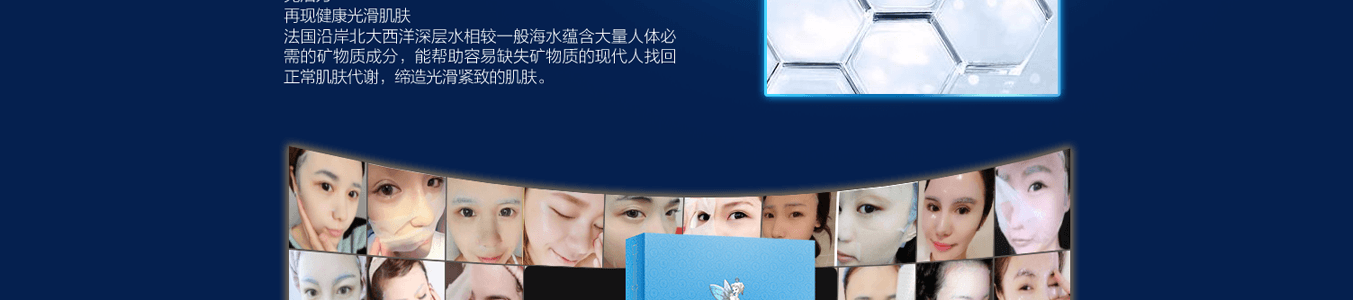 再现健康光滑肌肤
法国沿岸北大西洋深层水相较一般海水蕴含大量人体必
需的矿物质成分，能帮助容易缺失矿物质的现代人找回
正常肌肤代谢，缔造光滑紧致的肌肤。